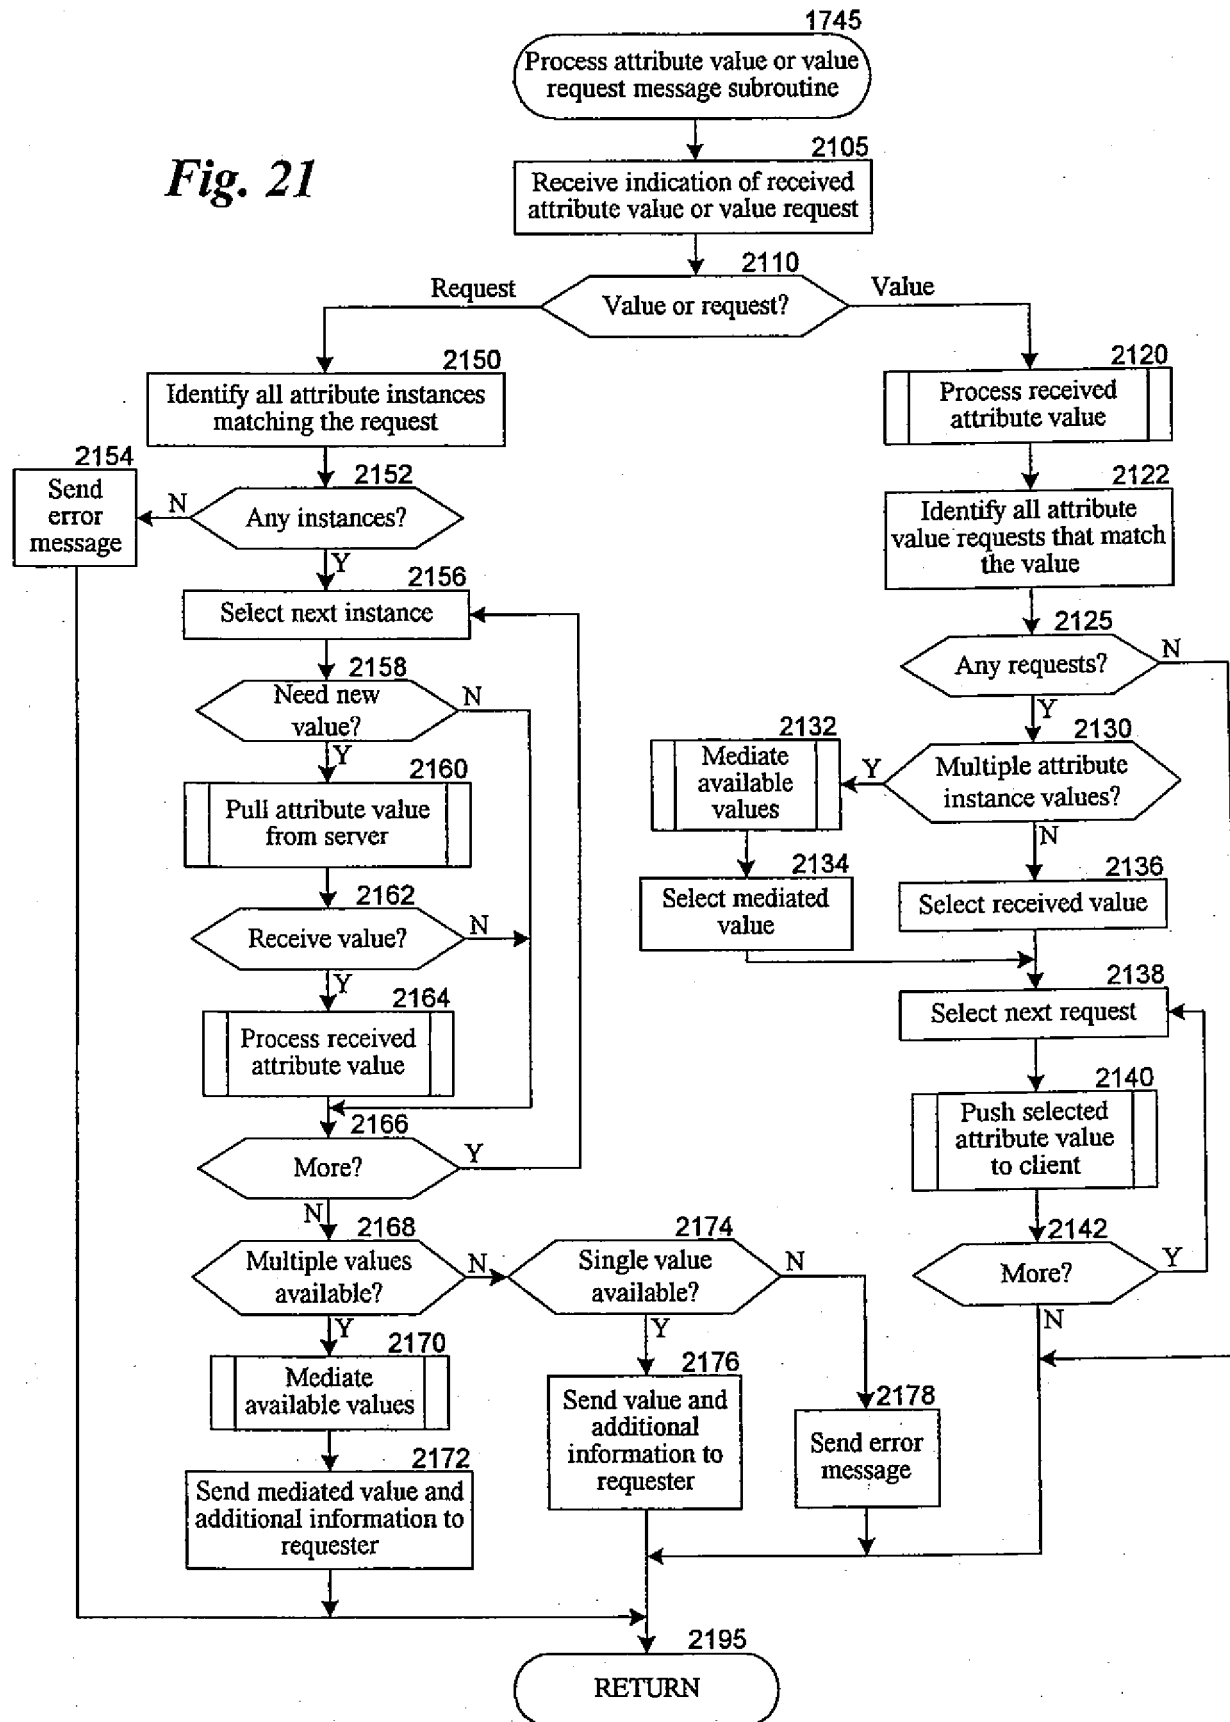 1745
Process attribute value or value
request message subroutine
Fig. 21
2105
Receive indication of received
attribute value or value request
2110
Request
Value or request?
Value
2150
Identify all attribute instances
matching the request
2120
Process received
attribute value
2154
Send
error
message
N
2152
Any instances?
Y
2122
Identify all attribute
value requests that match
the value
2156
Select next instance
2125
Any requests?
N
Y
2158
Need new
value?
N
Y
2132
Mediate
available
values
Y
2130
Multiple attribute
instance values?
N
2160
Pull attribute value
from server
2134
Select mediated
value
2136
Select received value
2162
Receive value?
N
Y
2138
Select next request
2164
Process received
attribute value
2140
Push selected
attribute value
to client
2166
More?
Y
N
2168
Multiple values
available?
N
Y
2174
Single value
available?
N
Y
2142
More?
Y
N
2170
Mediate
available values
2176
Send value and
additional
information to
requester
2178
Send error
message
2172
Send mediated value and
additional information to
requester
2195
RETURN